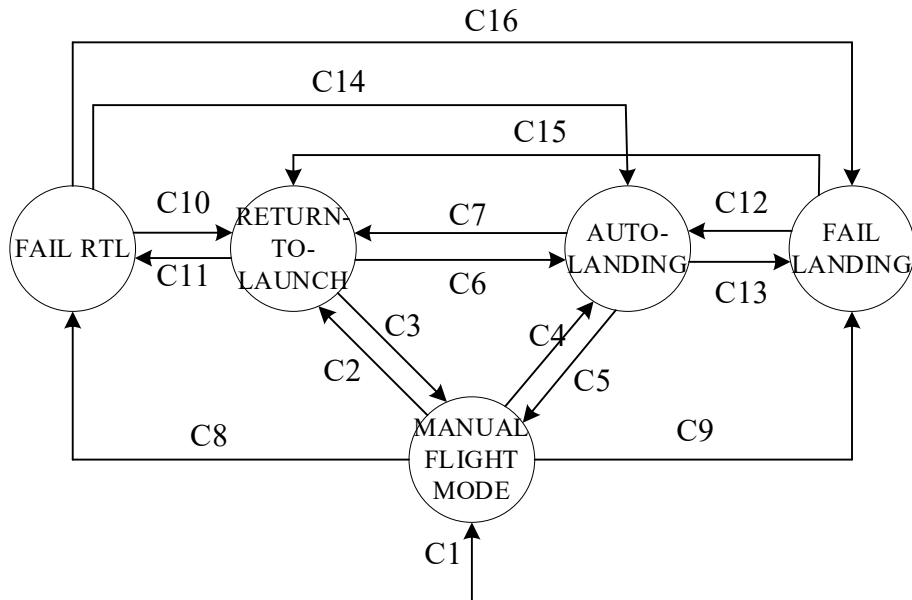 C16
C14
C15
C10
C7
C12
FAIL RTL
RETURN-
TO-
LAUNCH
AUTO-
LANDING
FAIL
LANDING
C11
C6
C13
C3
C4
C2
C5
C8
C9
MANUAL
FLIGHT
MODE
C1